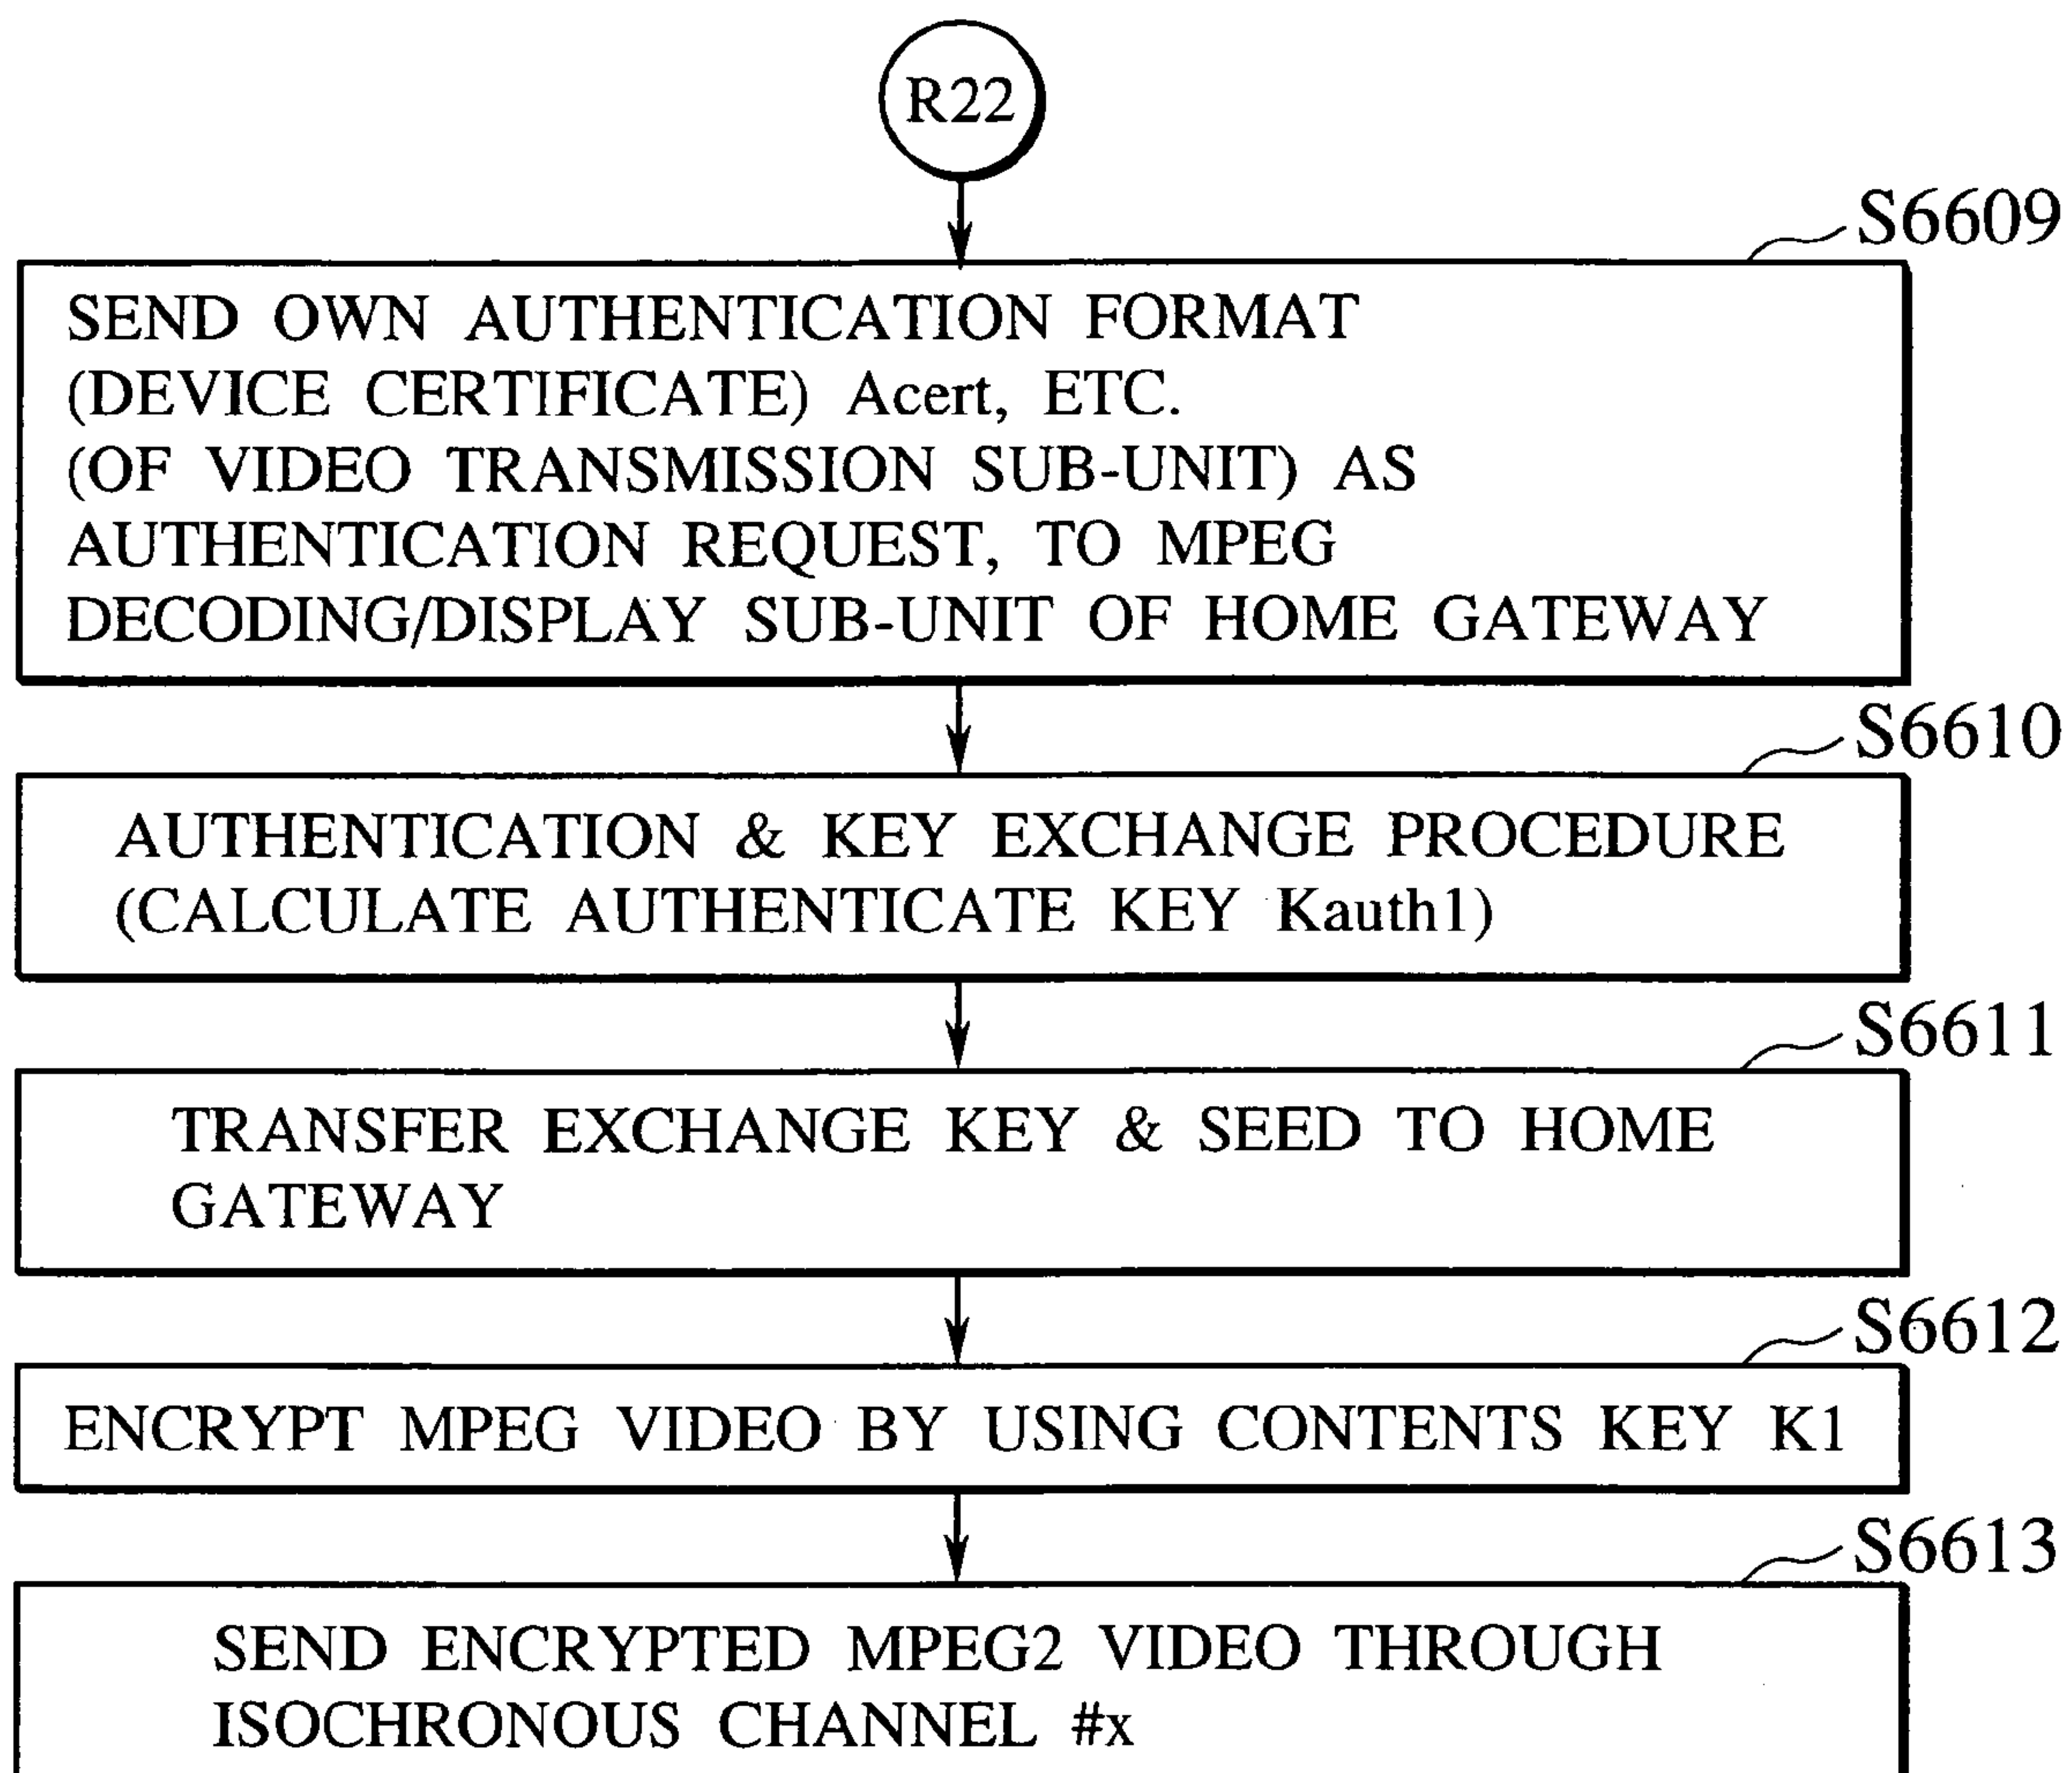 R22
S6609
SEND OWN AUTHENTICATION FORMAT
(DEVICE CERTIFICATE) Acert, ETC.
(OF VIDEO TRANSMISSION SUB-UNIT) AS
AUTHENTICATION REQUEST, TO MPEG
DECODING/DISPLAY SUB-UNIT OF HOME GATEWAY
S6610
AUTHENTICATION & KEY EXCHANGE PROCEDURE
(CALCULATE AUTHENTICATE KEY Kauth1)
S6611
TRANSFER EXCHANGE KEY & SEED TO HOME
GATEWAY
S6612
ENCRYPT MPEG VIDEO BY USING CONTENTS KEY K1
S6613
SEND ENCRYPTED MPEG2 VIDEO THROUGH
ISOCHRONOUS CHANNEL #x